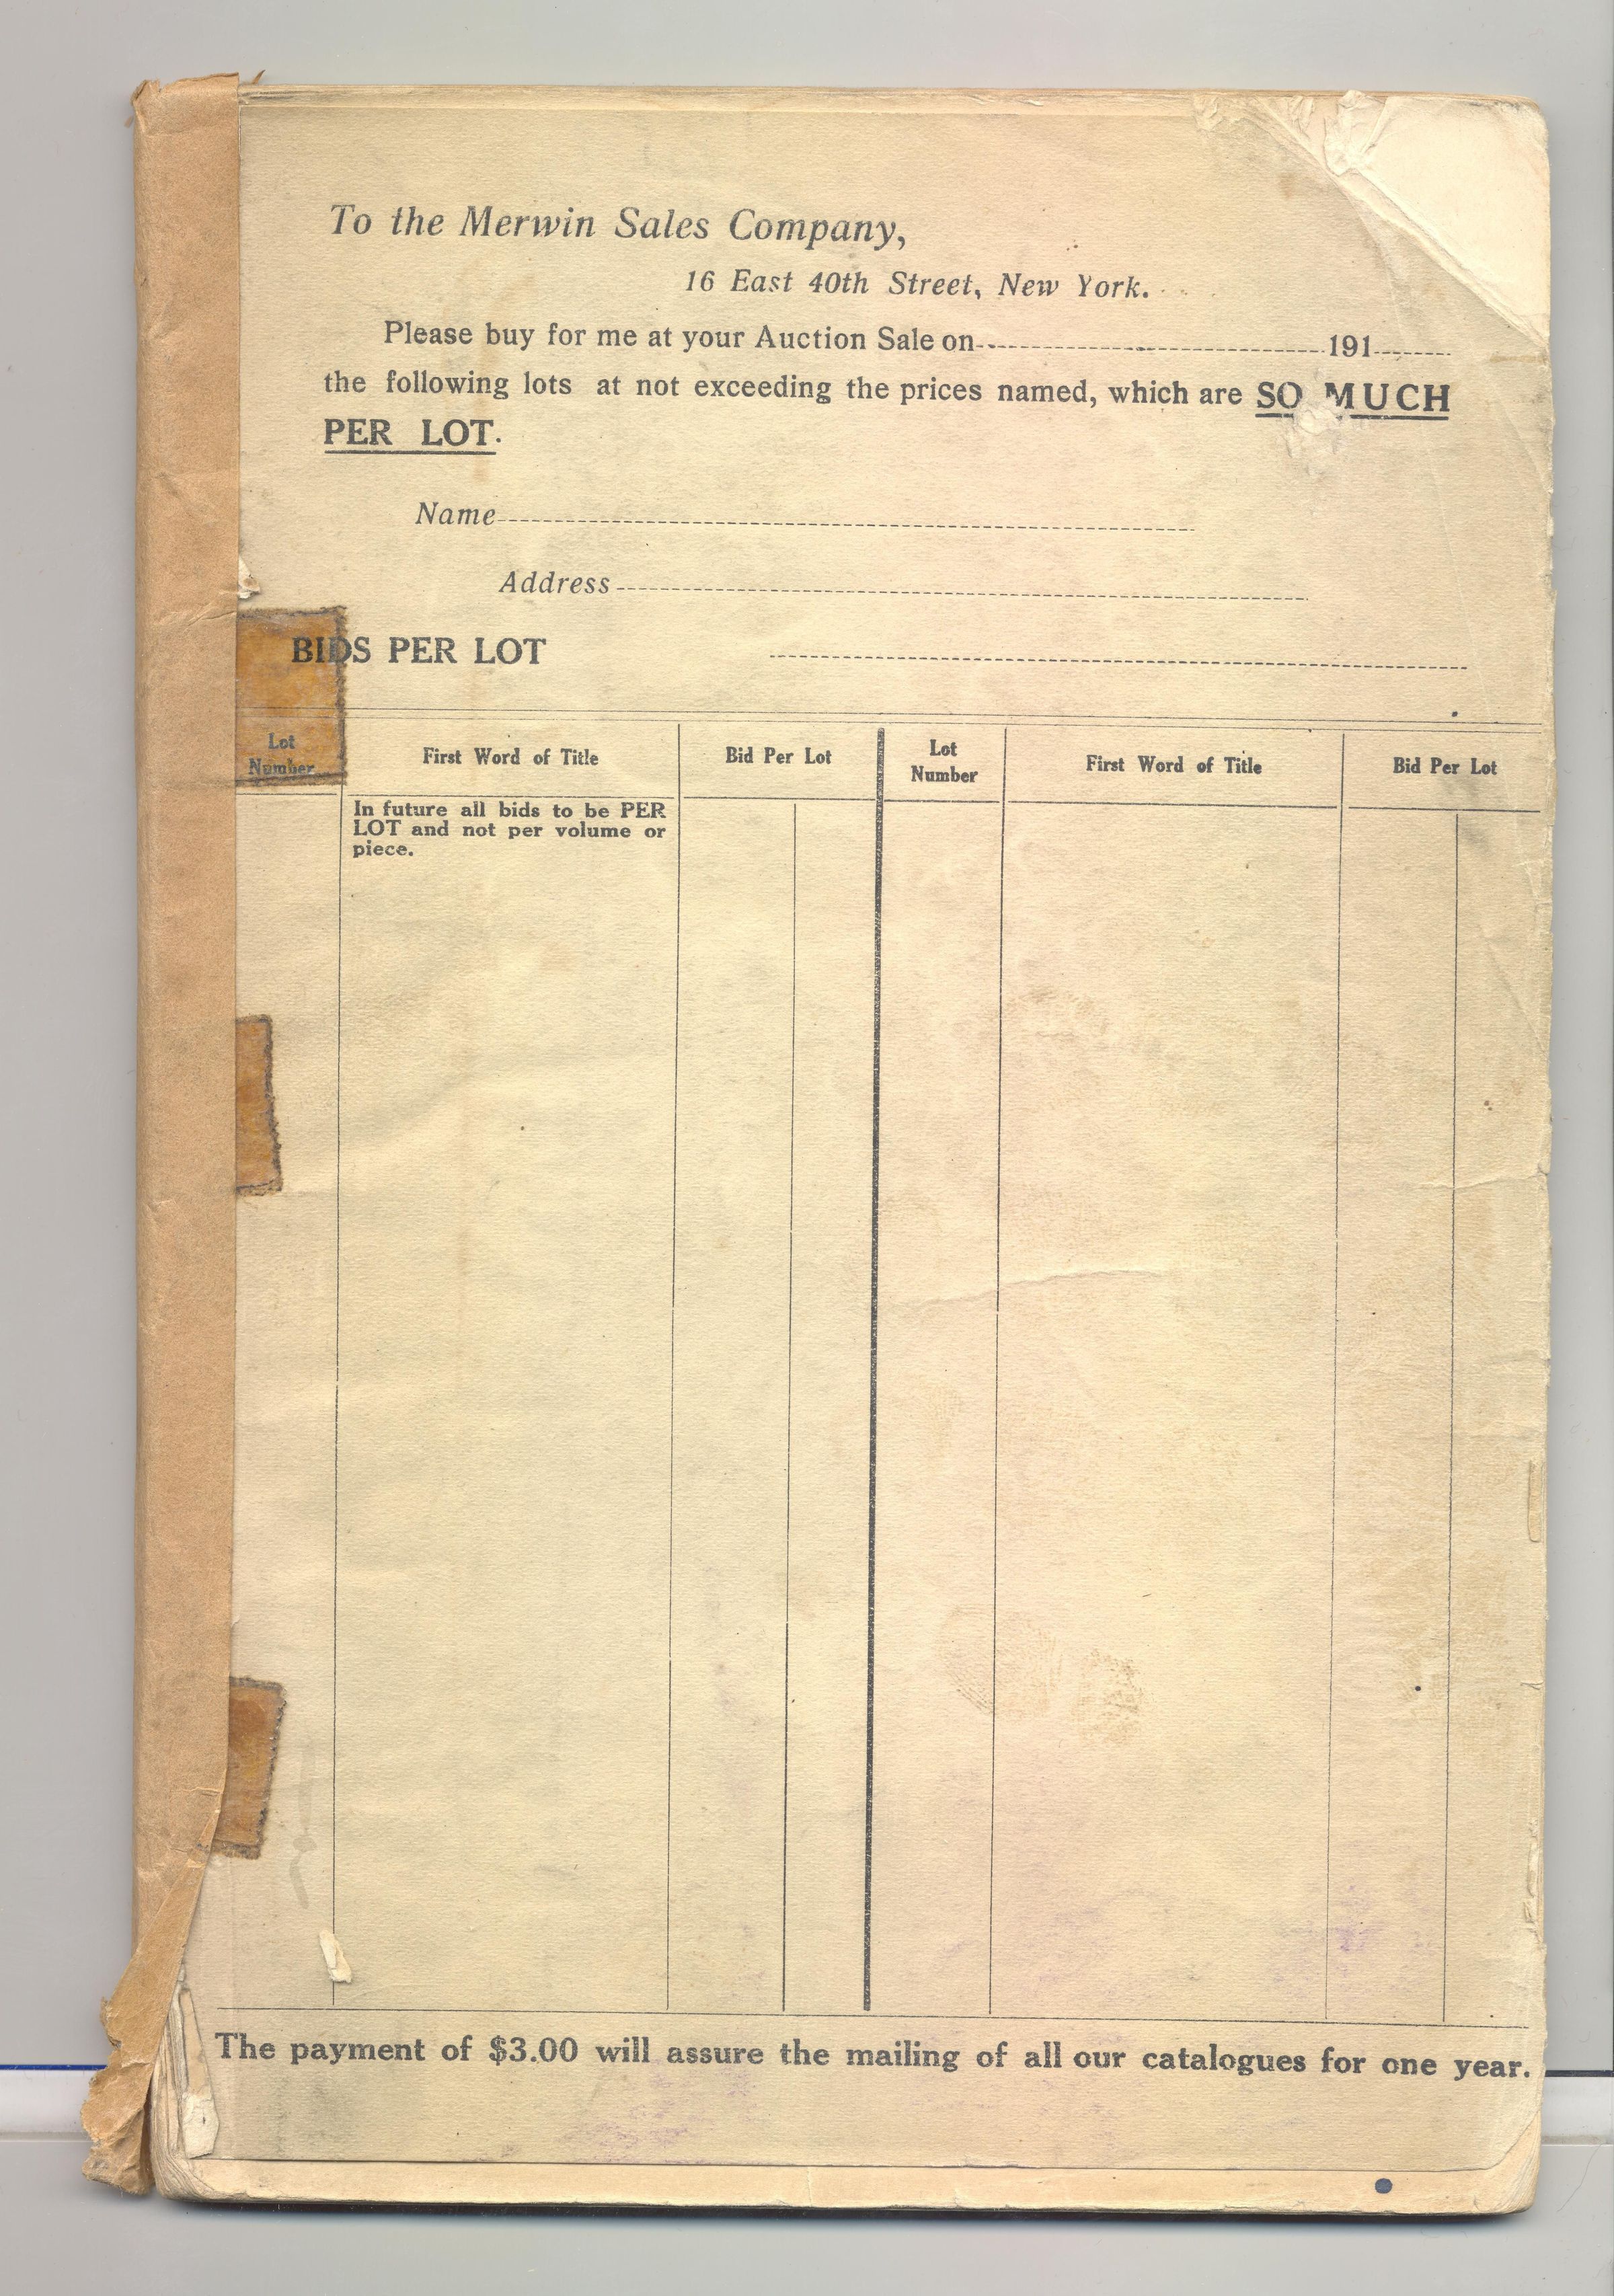 To the Merwin Sales Company,
16 East 40th Street, New York.
Please buy for me at your Auction Sale on 191
the following lots at not exceeding the prices named, which are SO MUCH
PER LOT.
Name
Address
BIDS PER LOT
Lot
Number
First Word of Title
Bid Per Lot
Lot
Number
First Word of Title
Bid Per Lot
In future all bids to be PER
LOT and not per volume or
piece.
The payment of $3.00 will assure the mailing of all our catalogues for one year.